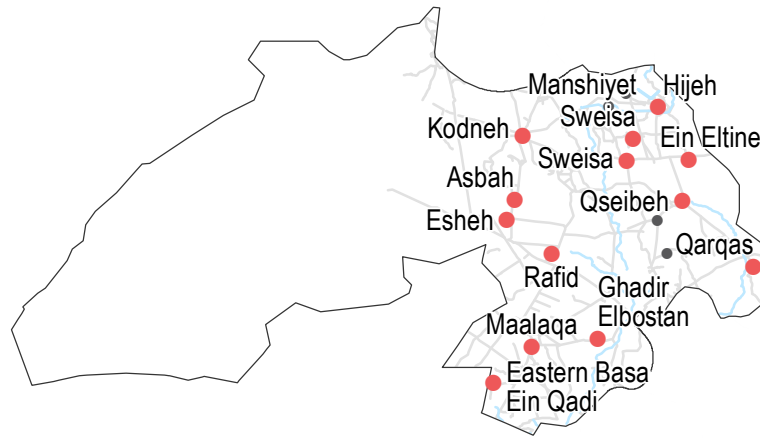 Manshiyet
Hijeh
Sweisa
Kodneh
Ein Eltine
Sweisa
Asbah
Qseibeh
Esheh
Qarqas
Rafid
Ghadir
Elbostan
Maalaqa
Eastern Basa
Ein Qadi